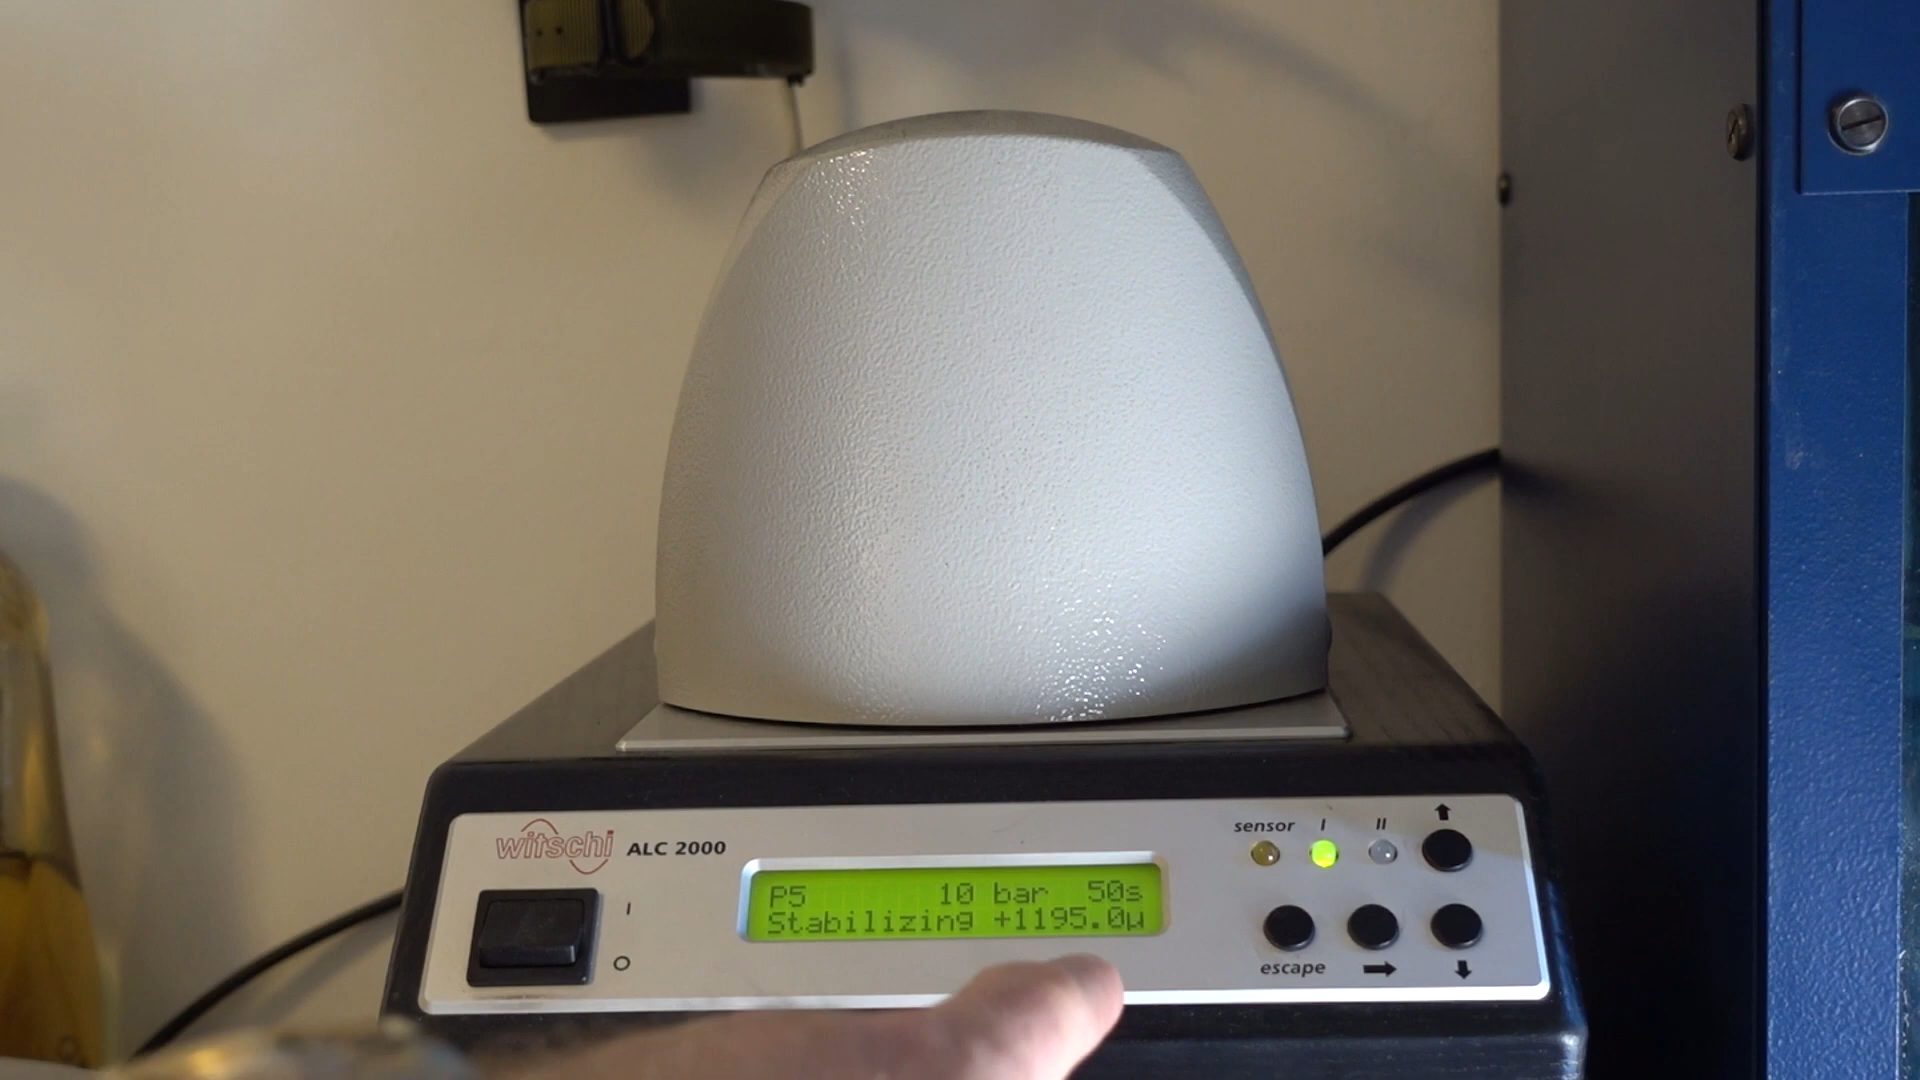 witschi ALC 2000
P5 10 bar 50s
Stabilizing +1195.0µ
I
O
sensor I II
escape